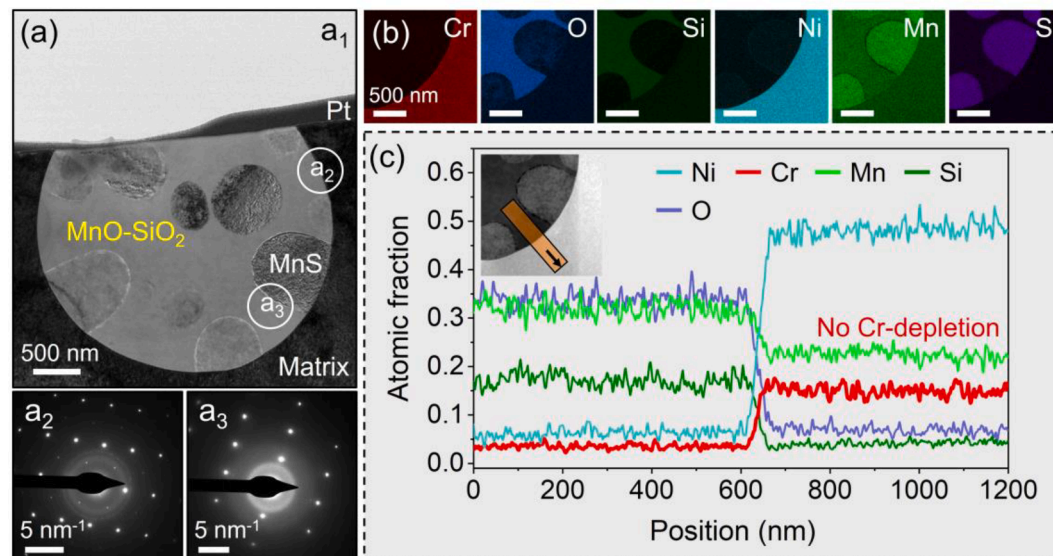 (a)
a1
Pt
a2
MnO-SiO2
MnS
a3
500 nm
Matrix
a2
5 nm-1
a3
5 nm-1
(b)
Cr
O
Si
Ni
Mn
S
500 nm
(c)
Ni
Cr
Mn
Si
O
No Cr-depletion
Atomic fraction
0.6
0.5
0.4
0.3
0.2
0.1
0.0
0
200
400
600
800
1000
1200
Position (nm)